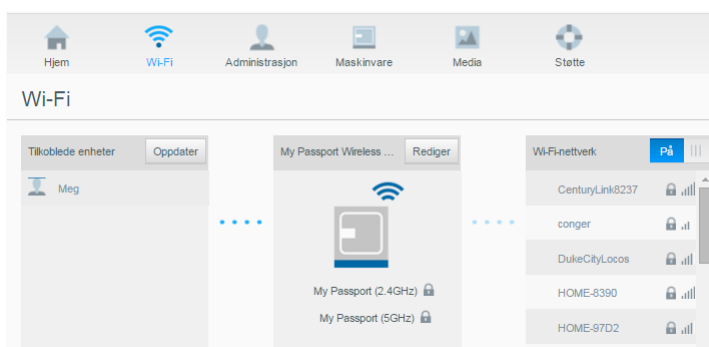 Hjem
Wi-Fi
Administrasjon
Maskinvare
Media
Støtte
Wi-Fi
Tilkoblede enheter
Oppdater
Meg
My Passport Wireless ...
Rediger
My Passport (2.4GHz)
My Passport (5GHz)
Wi-Fi-nettverk
På
CenturyLink8237
conger
DukeCityLocos
HOME-8390
HOME-97D2